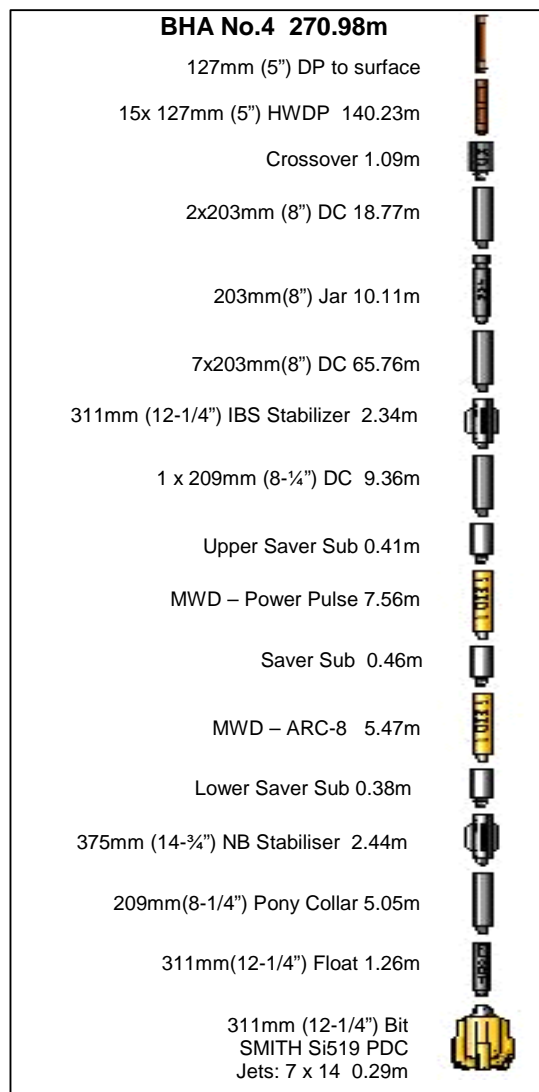 BHA No.4 270.98m
127mm (5”) DP to surface
15x 127mm (5”) HWDP 140.23m
Crossover 1.09m
2x203mm (8”) DC 18.77m
203mm(8”) Jar 10.11m
7x203mm(8”) DC 65.76m
311mm (12-1/4”) IBS Stabilizer 2.34m
1 x 209mm (8-¼”) DC 9.36m
Upper Saver Sub 0.41m
MWD – Power Pulse 7.56m
Saver Sub 0.46m
MWD – ARC-8 5.47m
Lower Saver Sub 0.38m
375mm (14-¾”) NB Stabiliser 2.44m
209mm(8-1/4”) Pony Collar 5.05m
311mm(12-1/4”) Float 1.26m
311mm (12-1/4”) Bit
SMITH Si519 PDC
Jets: 7 x 14 0.29m